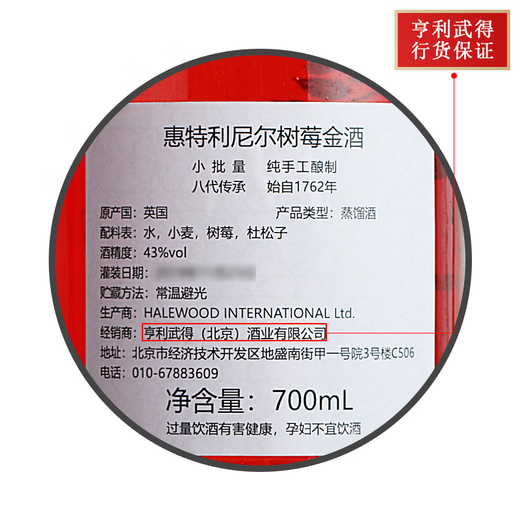 亨利武得
行货保证
惠特利尼尔树莓金酒
小批量 纯手工酿制
八代传承 始自1762年
原产国：英国 产品类型：蒸馏酒
配料表：水，小麦，树莓，杜松子
酒精度：43%vol
灌装日期：
贮藏方法：常温避光
生产商：HALEWOOD INTERNATIONAL Ltd.
经销商：亨利武得（北京）酒业有限公司
地址：北京市经济技术开发区地盛南街甲一号院3号楼C506
电话：010-67883609
净含量：700mL
过量饮酒有害健康，孕妇不宜饮酒